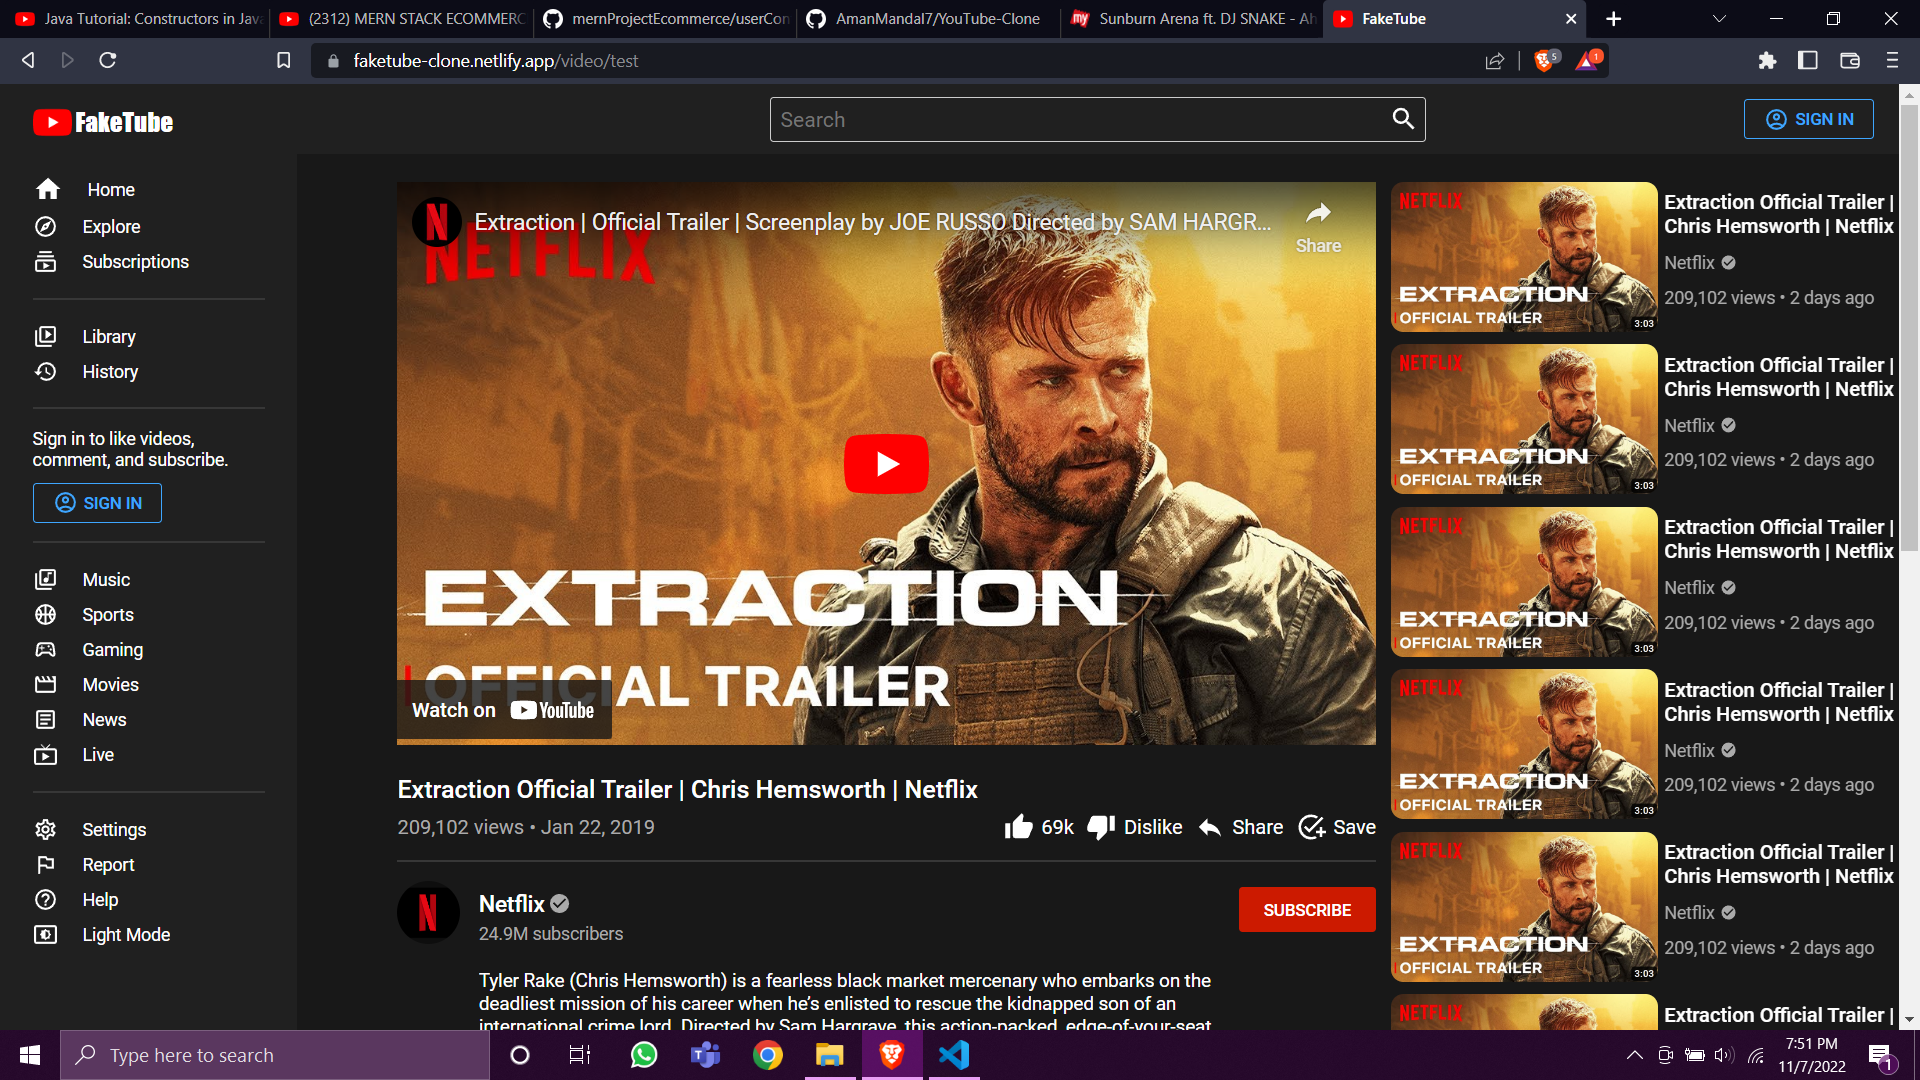 Java Tutorial: Constructors in Java
(2312) MERN STACK ECOMMERC
mernProjectEcommerce/userCon
AmanMandal7/YouTube-Clone
Sunburn Arena ft. DJ SNAKE - Ah
FakeTube
faketube-clone.netlify.app/video/test
5
1
FakeTube
Search
SIGN IN
Home
Explore
Subscriptions
Library
History
Sign in to like videos,
comment, and subscribe.
SIGN IN
Music
Sports
Gaming
Movies
News
Live
Settings
Report
Help
Light Mode
Extraction | Official Trailer | Screenplay by JOE RUSSO Directed by SAM HARGR...
Share
NETFLIX
EXTRACTION
OFFICIAL TRAILER
Watch on YouTube
Extraction Official Trailer | Chris Hemsworth | Netflix
209,102 views • Jan 22, 2019
69k Dislike Share Save
Netflix
24.9M subscribers
SUBSCRIBE
Tyler Rake (Chris Hemsworth) is a fearless black market mercenary who embarks on the
deadliest mission of his career when he’s enlisted to rescue the kidnapped son of an
international crime lord. Directed by Sam Hargrave, this action-packed, edge-of-your-seat
NETFLIX
EXTRACTION
OFFICIAL TRAILER
3:03
Extraction Official Trailer |
Chris Hemsworth | Netflix
Netflix
209,102 views • 2 days ago
NETFLIX
EXTRACTION
OFFICIAL TRAILER
3:03
Extraction Official Trailer |
Chris Hemsworth | Netflix
Netflix
209,102 views • 2 days ago
NETFLIX
EXTRACTION
OFFICIAL TRAILER
3:03
Extraction Official Trailer |
Chris Hemsworth | Netflix
Netflix
209,102 views • 2 days ago
NETFLIX
EXTRACTION
OFFICIAL TRAILER
3:03
Extraction Official Trailer |
Chris Hemsworth | Netflix
Netflix
209,102 views • 2 days ago
NETFLIX
EXTRACTION
OFFICIAL TRAILER
3:03
Extraction Official Trailer |
Chris Hemsworth | Netflix
Netflix
209,102 views • 2 days ago
NETFLIX
Extraction Official Trailer |
Type here to search
7:51 PM
11/7/2022
1